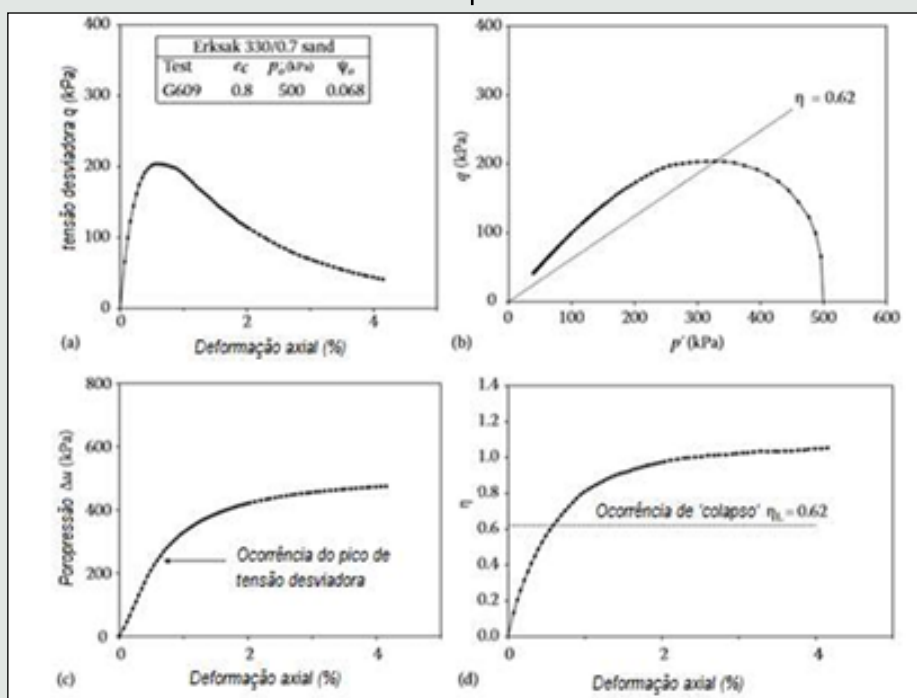 400
300
200
100
0
tensão desviadora q (kPa)
Erksak 330/0.7 sand
Test e_C p'_o (kPa) Ψ_o
G609 0.8 500 0.068
0 2 4
(a)
Deformação axial (%)
400
300
200
100
0
q (kPa)
η = 0.62
0 100 200 300 400 500 600
(b)
p' (kPa)
800
600
400
200
0
Poropressão Δu (kPa)
Ocorrência do pico de
tensão desviadora
0 2 4
(c)
Deformação axial (%)
1.4
1.2
1.0
0.8
0.6
0.4
0.2
0.0
η
Ocorrência de 'colapso' η_L = 0.62
0 2 4
(d)
Deformação axial (%)